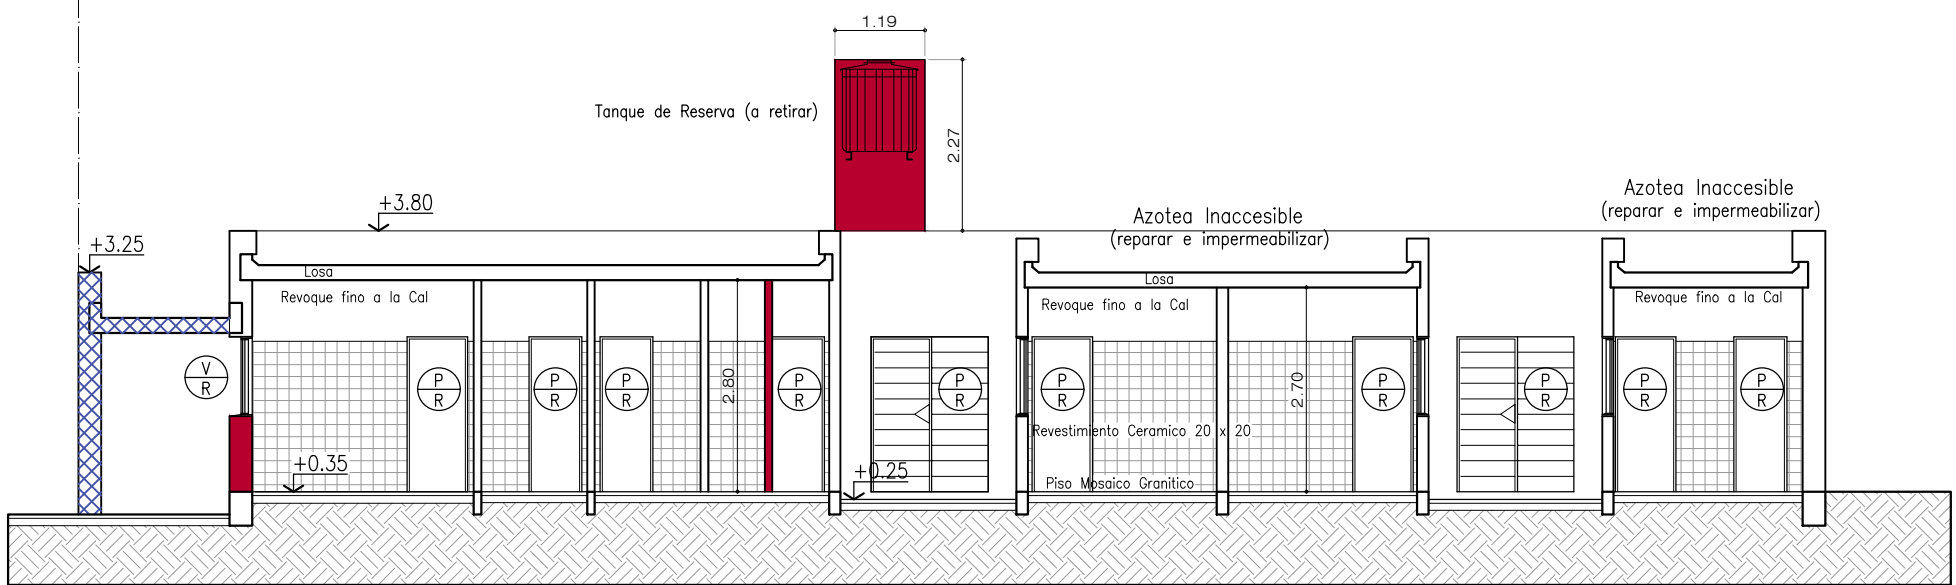 1.19
Tanque de Reserva (a retirar)
2.27
Azotea Inaccesible
(reparar e impermeabilizar)
+3.80
Azotea Inaccesible
(reparar e impermeabilizar)
+3.25
Losa
Losa
Revoque fino a la Cal
Revoque fino a la Cal
Revoque fino a la Cal
V
R
P
R
P
R
P
R
2.80
P
R
P
R
P
R
2.70
P
R
P
R
P
R
P
R
Revestimiento Ceramico 20 x 20
+0.35
+0.25
Piso Mosaico Granitico